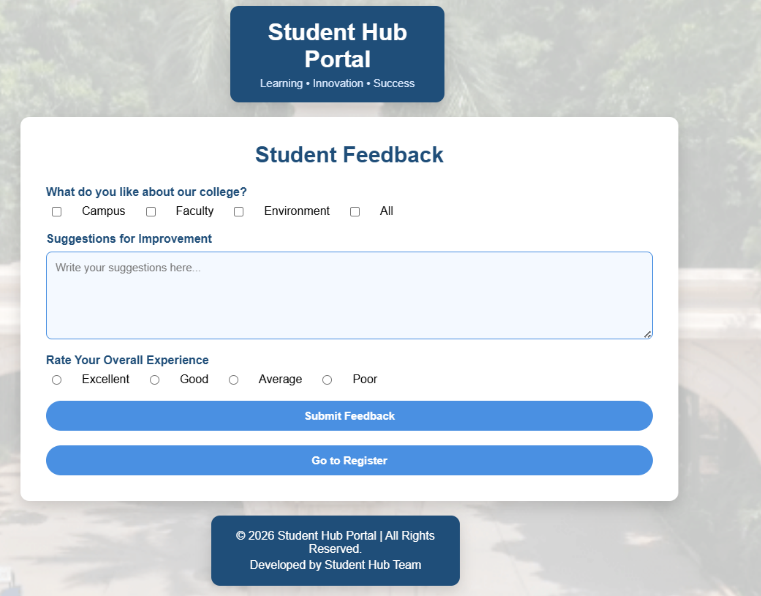 Student Hub
Portal
Learning • Innovation • Success
Student Feedback
What do you like about our college?
Campus Faculty Environment All
Suggestions for Improvement
Write your suggestions here...
Rate Your Overall Experience
Excellent Good Average Poor
Submit Feedback
Go to Register
© 2026 Student Hub Portal | All Rights
Reserved.
Developed by Student Hub Team